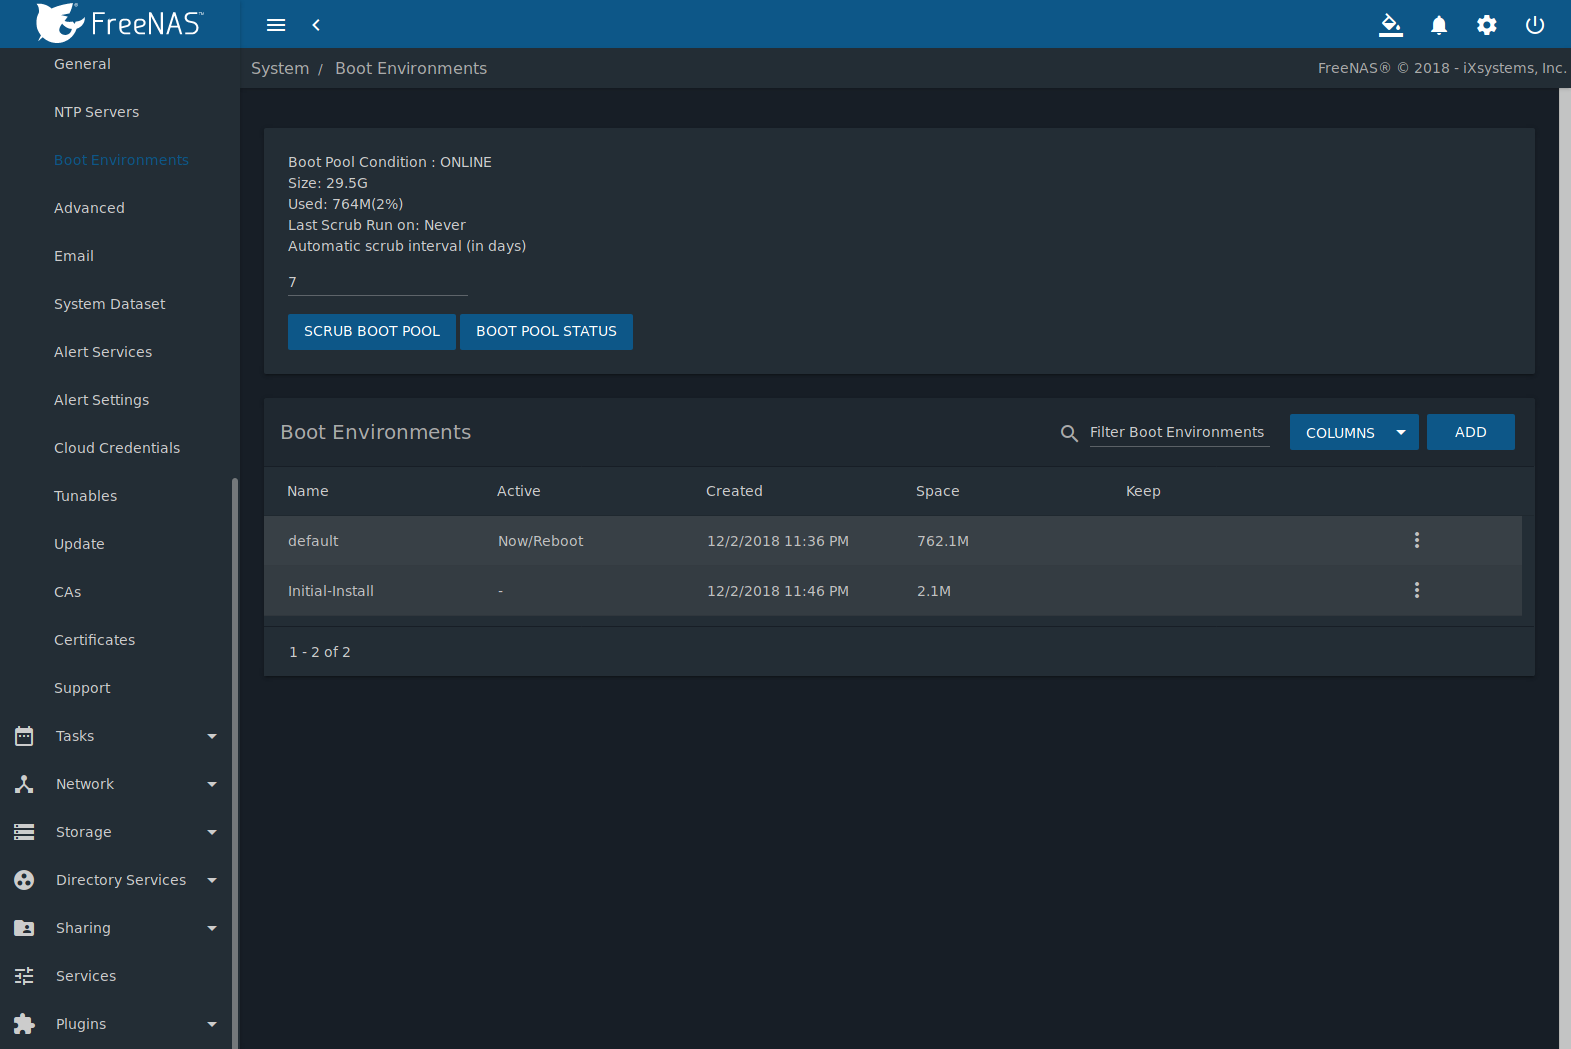 FreeNAS™
System / Boot Environments
FreeNAS® © 2018 - iXsystems, Inc.
General
NTP Servers
Boot Environments
Advanced
Email
System Dataset
Alert Services
Alert Settings
Cloud Credentials
Tunables
Update
CAs
Certificates
Support
Tasks
Network
Storage
Directory Services
Sharing
Services
Plugins
Boot Pool Condition : ONLINE
Size: 29.5G
Used: 764M(2%)
Last Scrub Run on: Never
Automatic scrub interval (in days)
7
SCRUB BOOT POOL BOOT POOL STATUS
Boot Environments Filter Boot Environments COLUMNS ADD
Name Active Created Space Keep
default Now/Reboot 12/2/2018 11:36 PM 762.1M
Initial-Install - 12/2/2018 11:46 PM 2.1M
1 - 2 of 2